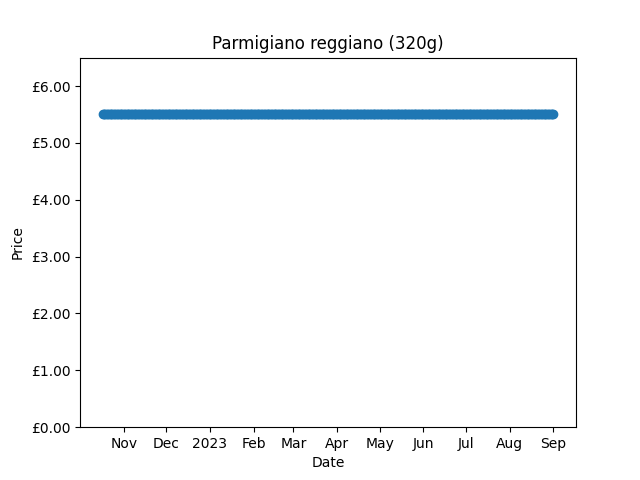 Parmigiano reggiano (320g)
£6.00
£5.00
£4.00
£3.00
£2.00
£1.00
£0.00
Price
Nov Dec 2023 Feb Mar Apr May Jun Jul Aug Sep
Date